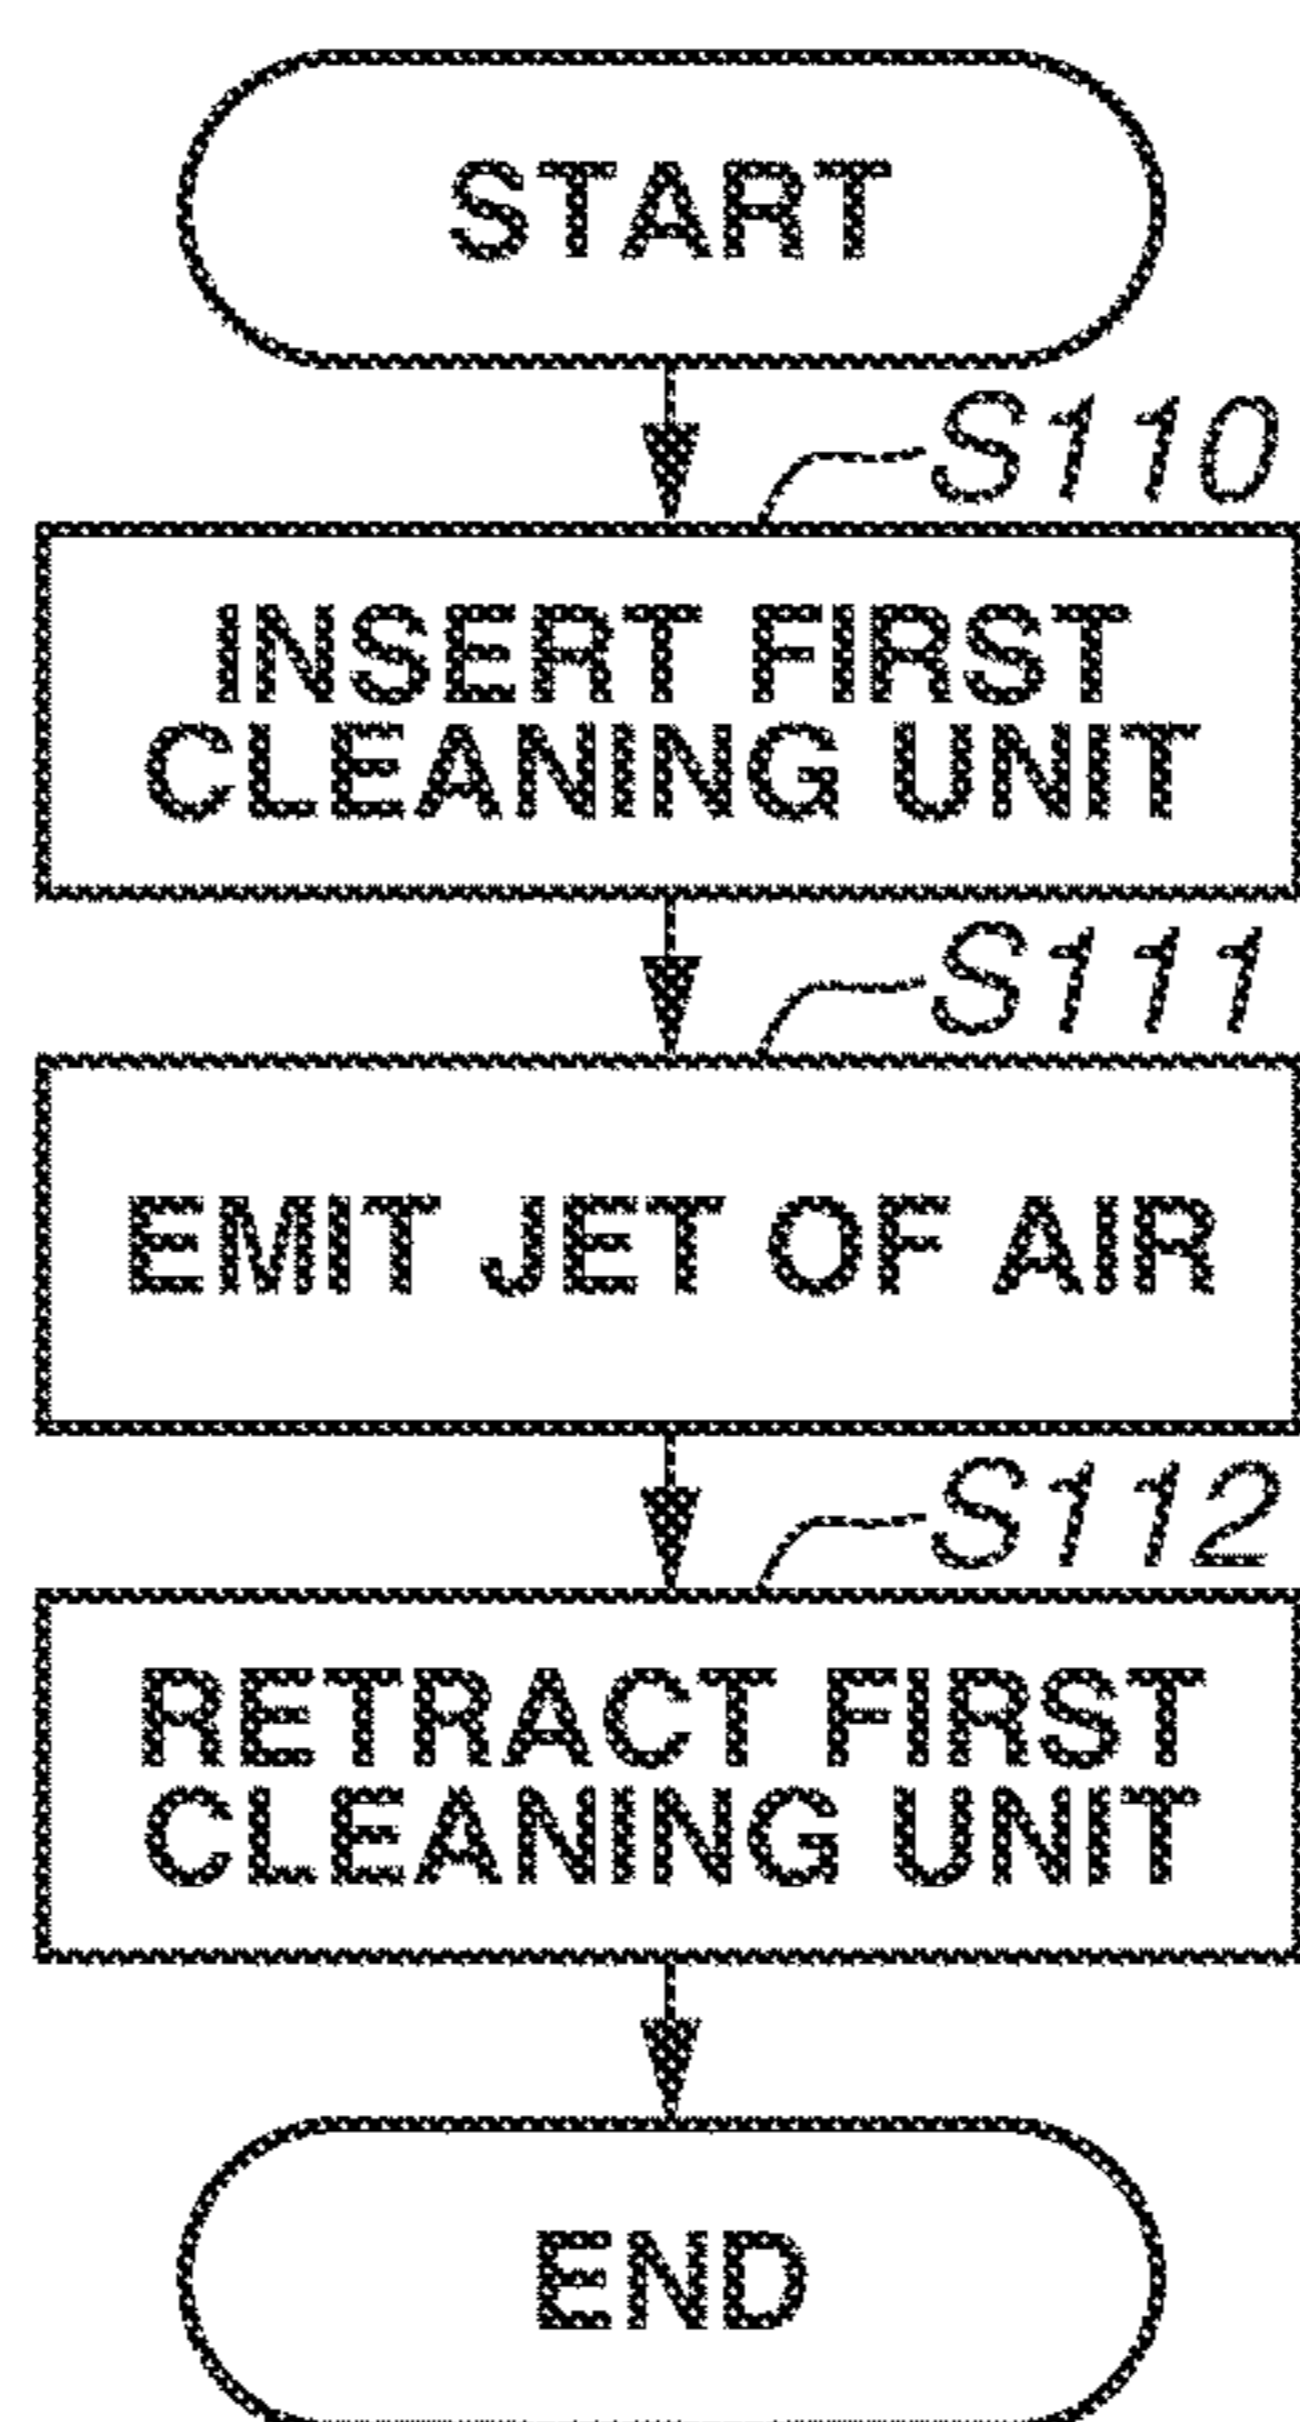 START
S110
INSERT FIRST
CLEANING UNIT
S111
EMIT JET OF AIR
S112
RETRACT FIRST
CLEANING UNIT
END